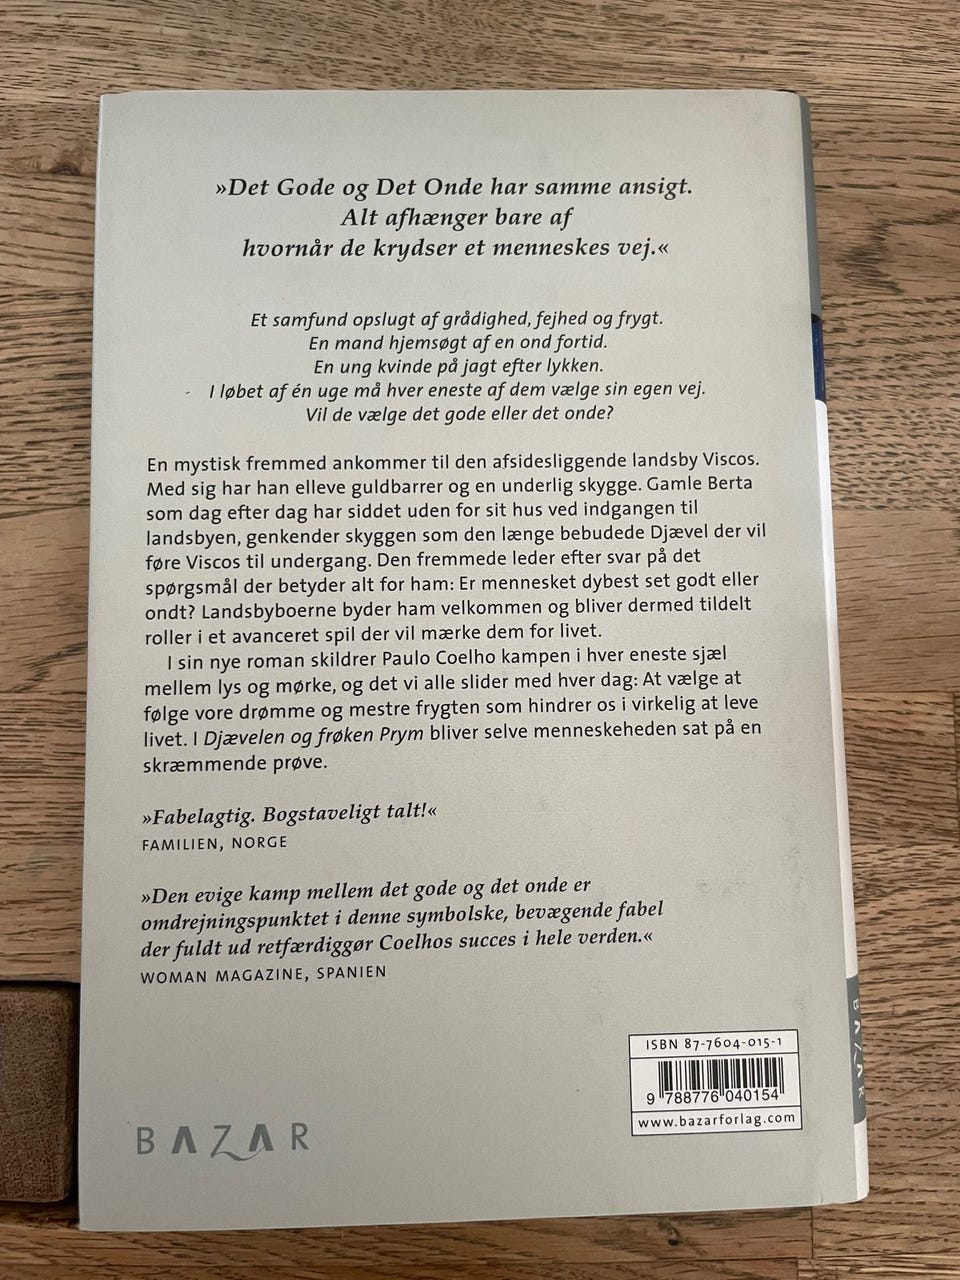 »Det Gode og Det Onde har samme ansigt.
Alt afhænger bare af
hvornår de krydser et menneskes vej.«
Et samfund opslugt af grådighed, fejhed og frygt.
En mand hjemsøgt af en ond fortid.
En ung kvinde på jagt efter lykken.
I løbet af én uge må hver eneste af dem vælge sin egen vej.
Vil de vælge det gode eller det onde?
En mystisk fremmed ankommer til den afsidesliggende landsby Viscos.
Med sig har han elleve guldbarrer og en underlig skygge. Gamle Berta
som dag efter dag har siddet uden for sit hus ved indgangen til
landsbyen, genkender skyggen som den længe bebudede Djævel der vil
føre Viscos til undergang. Den fremmede leder efter svar på det
spørgsmål der betyder alt for ham: Er mennesket dybest set godt eller
ondt? Landsbyboerne byder ham velkommen og bliver dermed tildelt
roller i et avanceret spil der vil mærke dem for livet.
I sin nye roman skildrer Paulo Coelho kampen i hver eneste sjæl
mellem lys og mørke, og det vi alle slider med hver dag: At vælge at
følge vore drømme og mestre frygten som hindrer os i virkelig at leve
livet. I Djævelen og frøken Prym bliver selve menneskeheden sat på en
skræmmende prøve.
»Fabelagtig. Bogstaveligt talt!«
FAMILIEN, NORGE
»Den evige kamp mellem det gode og det onde er
omdrejningspunktet i denne symbolske, bevægende fabel
der fuldt ud retfærdiggør Coelhos succes i hele verden.«
WOMAN MAGAZINE, SPANIEN
ISBN 87-7604-015-1
9 788776 040154
www.bazarforlag.com
BAZAR
BAZAR